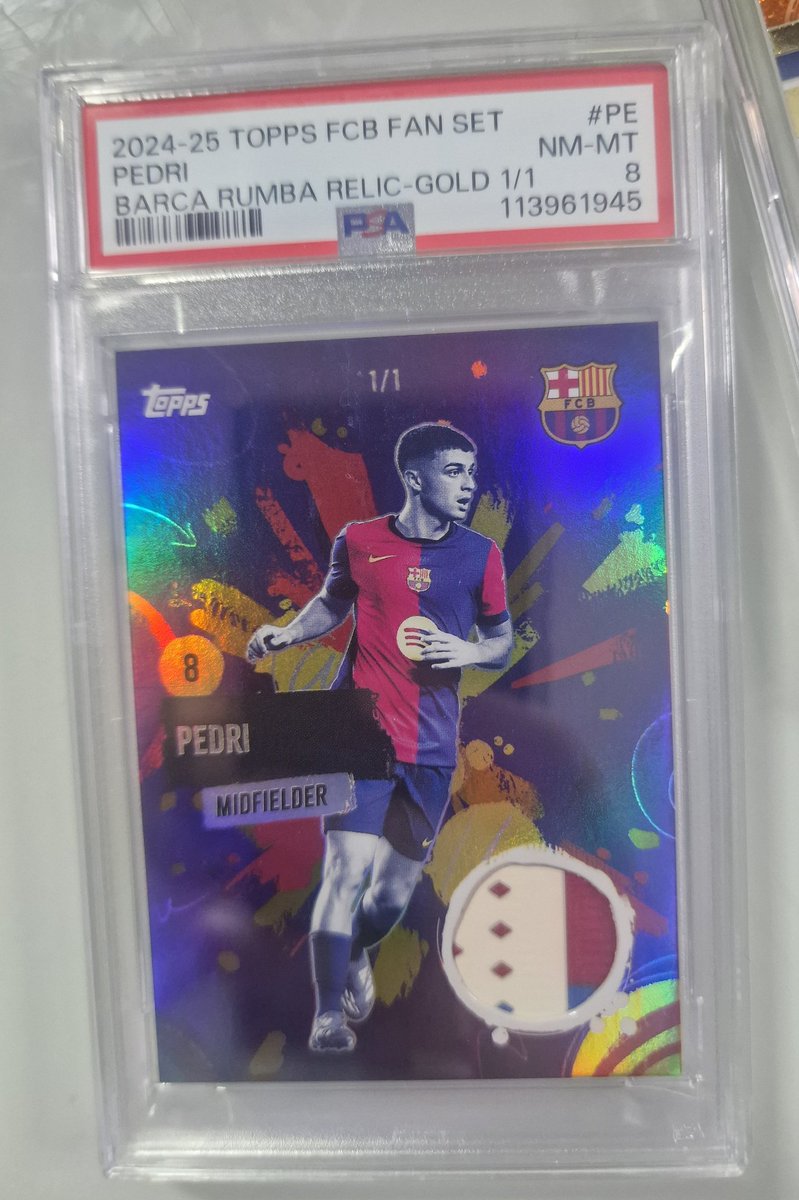 2024-25 TOPPS FCB FAN SET #PE
PEDRI NM-MT
BARCA RUMBA RELIC-GOLD 1/1 8
PSA 113961945
1/1
TOPPS
FCB
8
PEDRI
MIDFIELDER